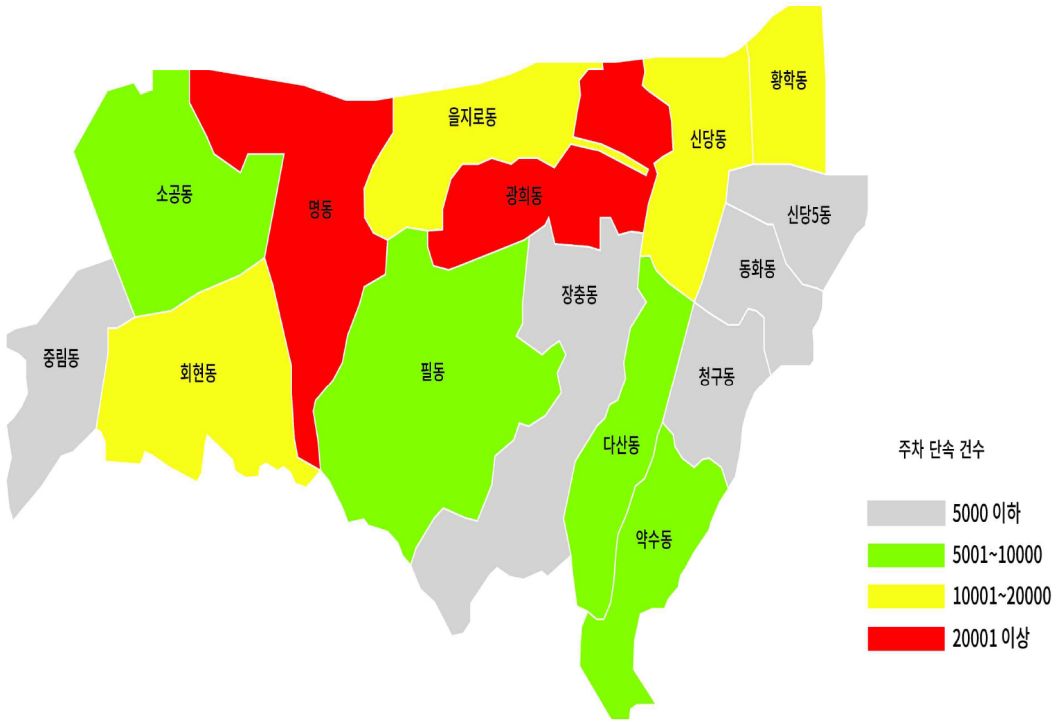 황학동
을지로동
신당동
소공동
광희동
명동
신당5동
동화동
장충동
중림동
회현동
필동
청구동
다산동
약수동
주차 단속 건수
5000 이하
5001~10000
10001~20000
20001 이상